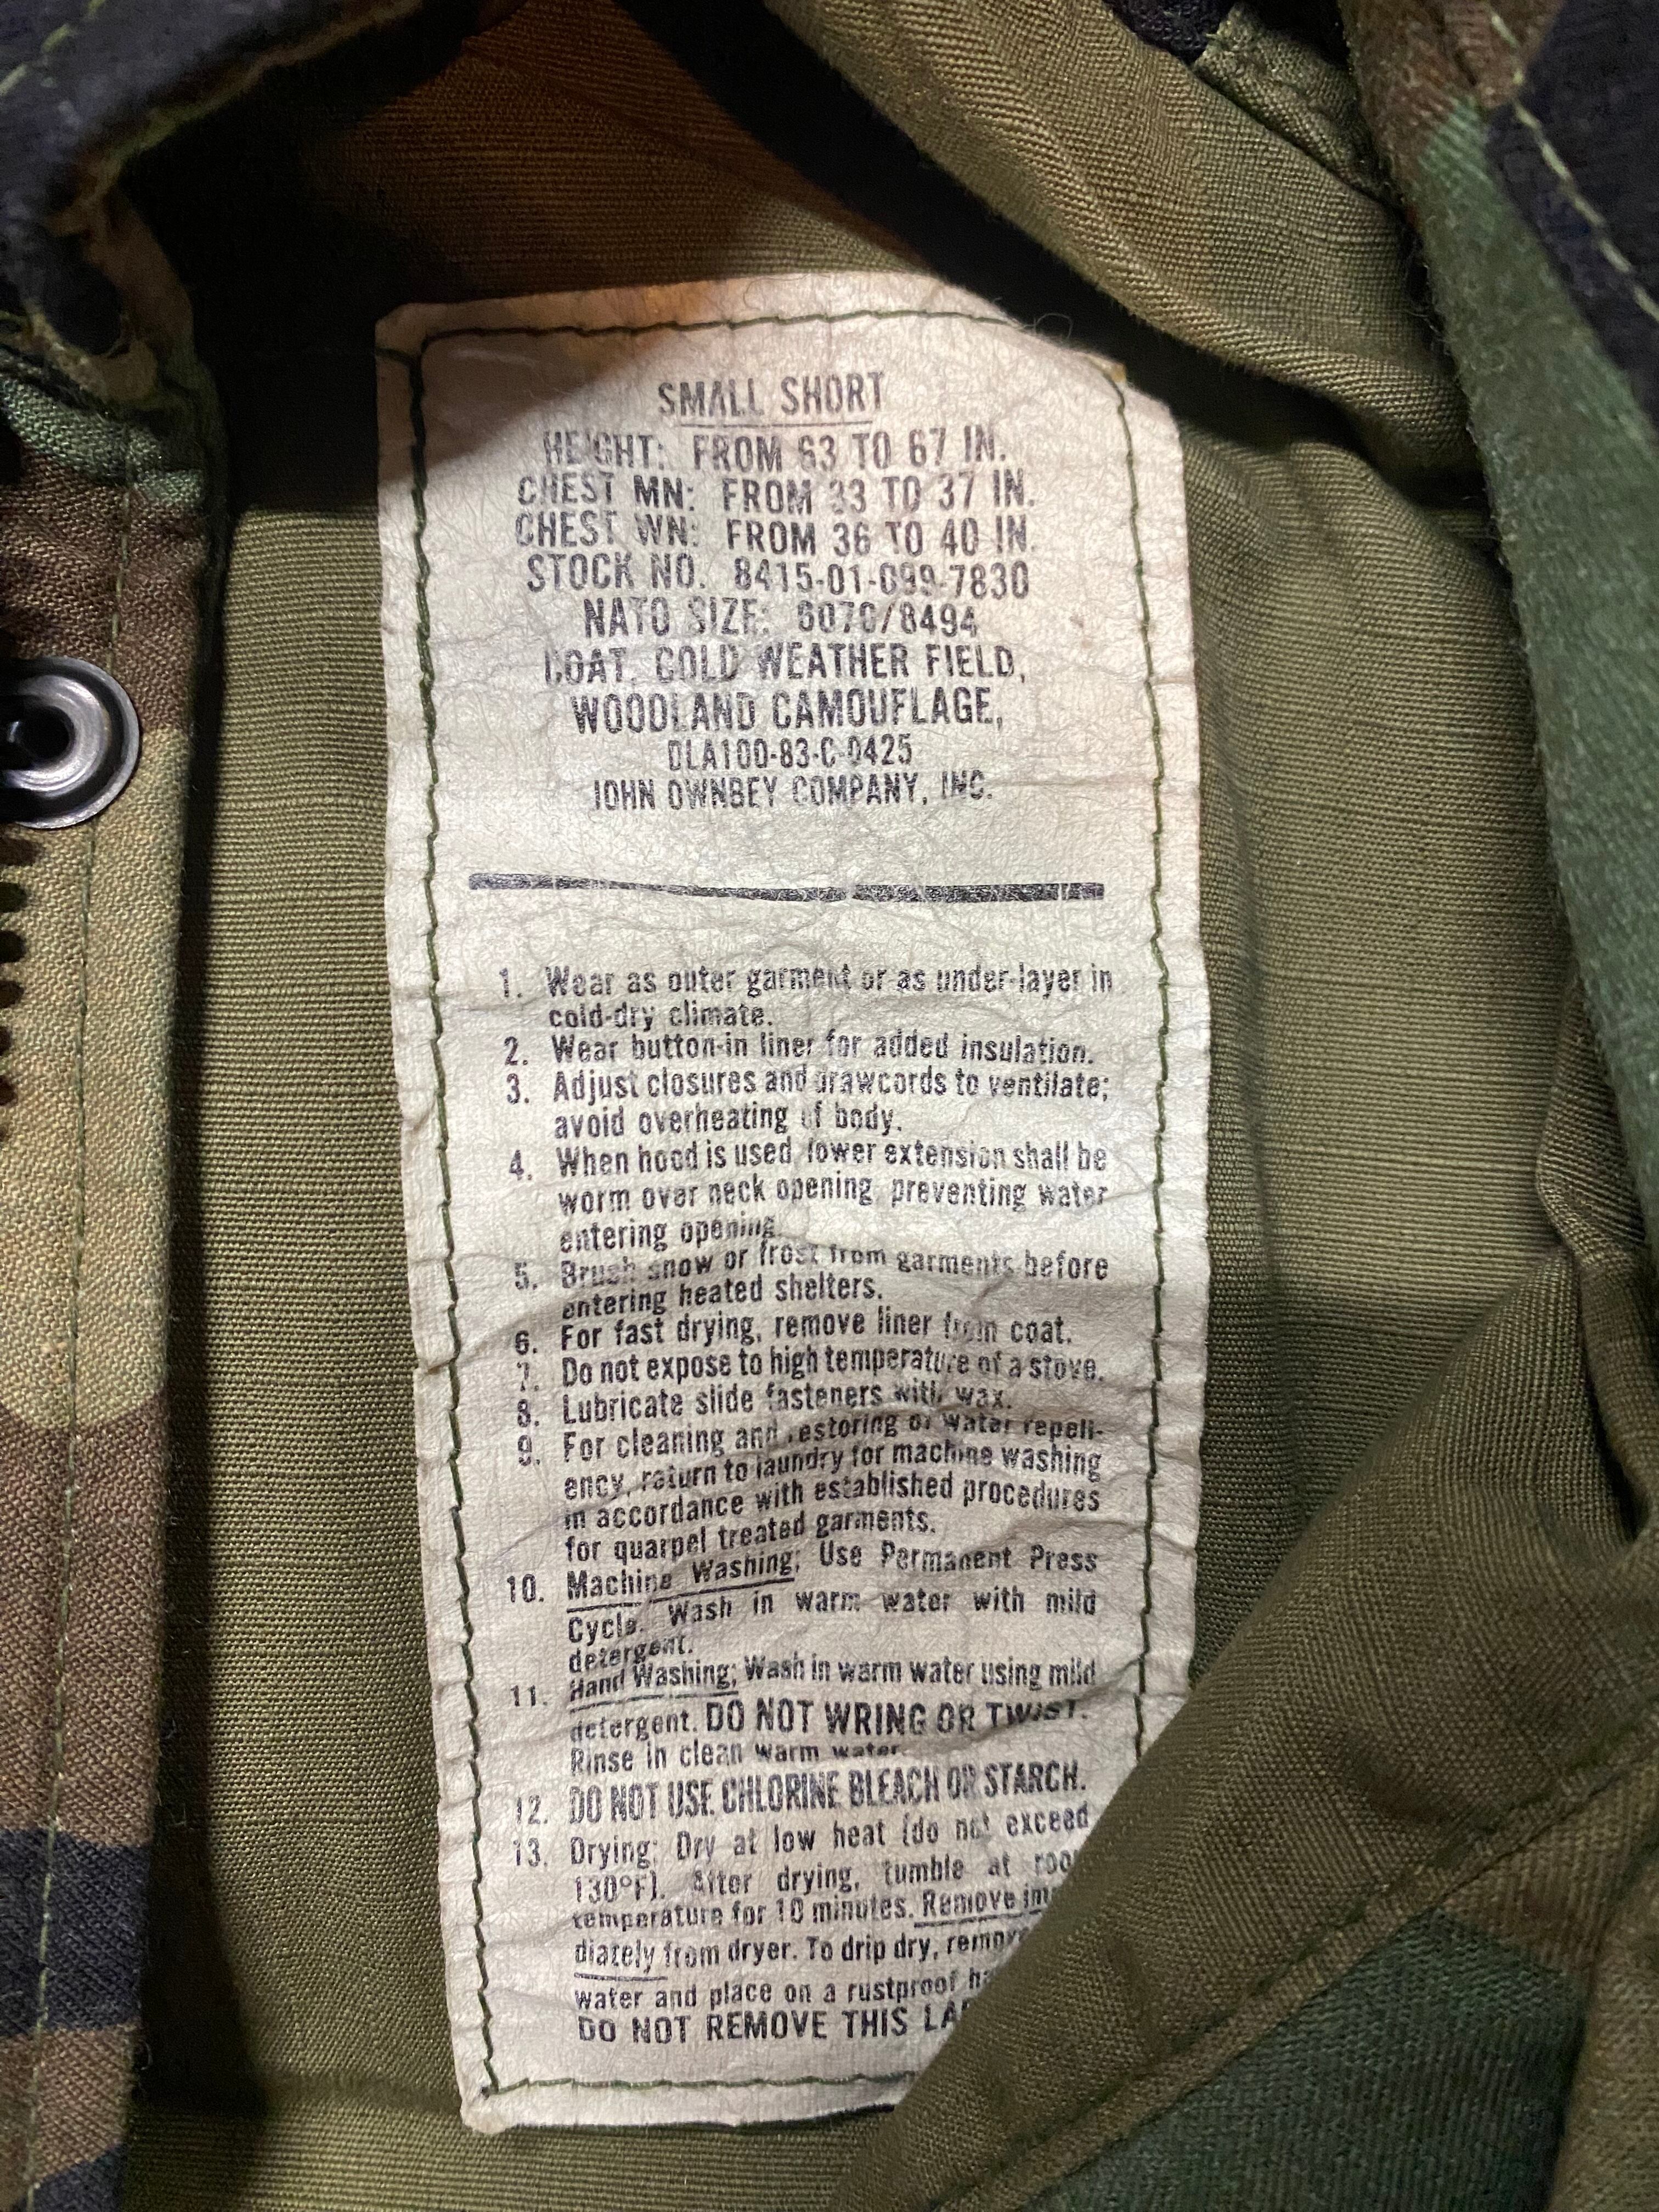 SMALL SHORT
HEIGHT: FROM 63 TO 67 IN.
CHEST MN: FROM 33 TO 37 IN.
CHEST WN: FROM 36 TO 40 IN.
STOCK NO. 8415-01-099-7830
NATO SIZE: 6070/8494
COAT, COLD WEATHER FIELD,
WOODLAND CAMOUFLAGE,
DLA100-83-C-0425
JOHN OWNBEY COMPANY, INC.
1. Wear as outer garment or as under-layer in
cold-dry climate.
2. Wear button-in liner for added insulation.
3. Adjust closures and drawcords to ventilate;
avoid overheating of body.
4. When hood is used, lower extension shall be
worm over neck opening, preventing water
entering opening.
5. Brush snow or frost from garments before
entering heated shelters.
6. For fast drying, remove liner from coat.
7. Do not expose to high temperature of a stove.
8. Lubricate slide fasteners with wax.
9. For cleaning and restoring of water repell-
ency, return to laundry for machine washing
in accordance with established procedures
for quarpel treated garments.
10. Machine Washing; Use Permanent Press
Cycle. Wash in warm water with mild
detergent.
11. Hand Washing; Wash in warm water using mild
detergent. DO NOT WRING OR TWIST.
Rinse in clean warm water.
12. DO NOT USE CHLORINE BLEACH OR STARCH.
13. Drying: Dry at low heat (do not exceed
130°F). After drying, tumble at
temperature for 10 minutes. Remove
diately from dryer. To drip dry,
water and place on a rustproof
DO NOT REMOVE THIS